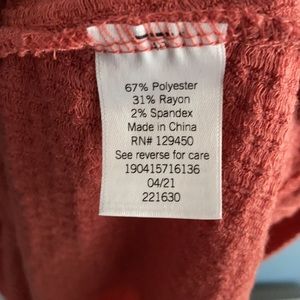 67% Polyester
31% Rayon
2% Spandex
Made in China
RN# 129450
See reverse for care
190415716136
04/21
221630